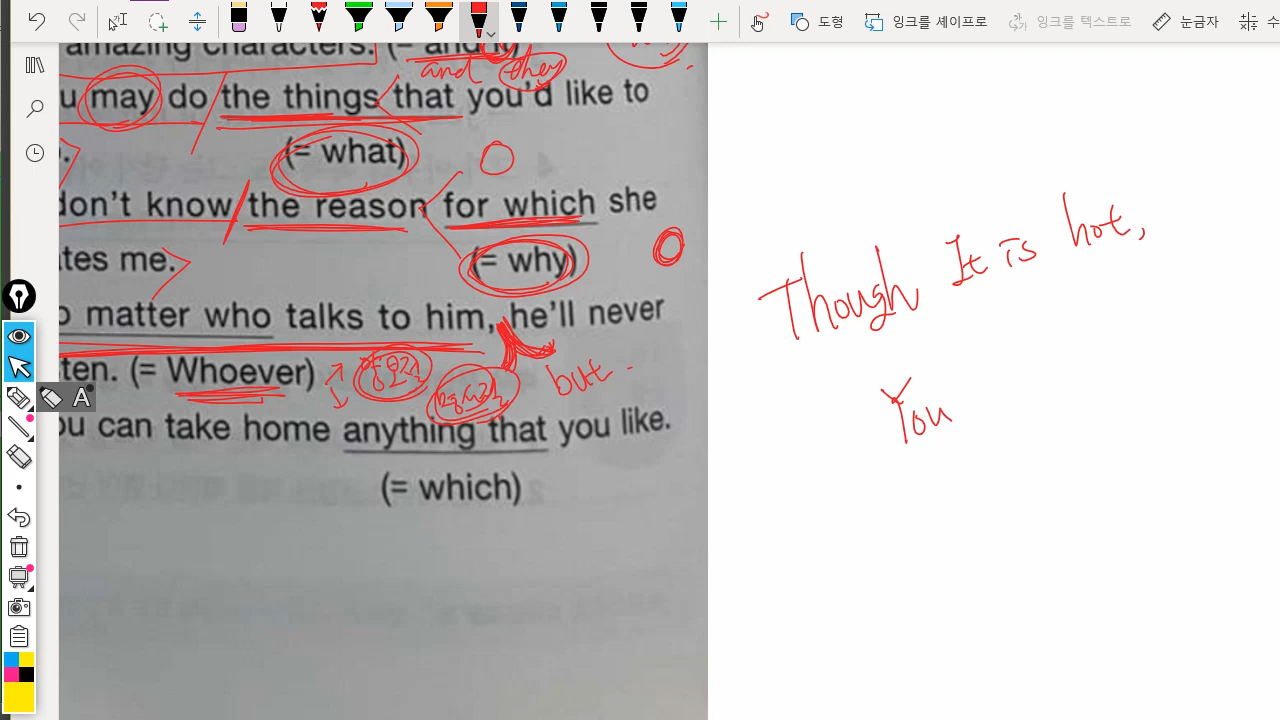 도형
잉크를 셰이프로
잉크를 텍스트로
눈금자
수
amazing characters. (= and it)
and they
u may do the things that you'd like to
(= what)
don't know the reason for which she
tes me.
(= why)
o matter who talks to him, he'll never
ten. (= Whoever)
but
ou can take home anything that you like.
(= which)
A
Though It is hot,
You